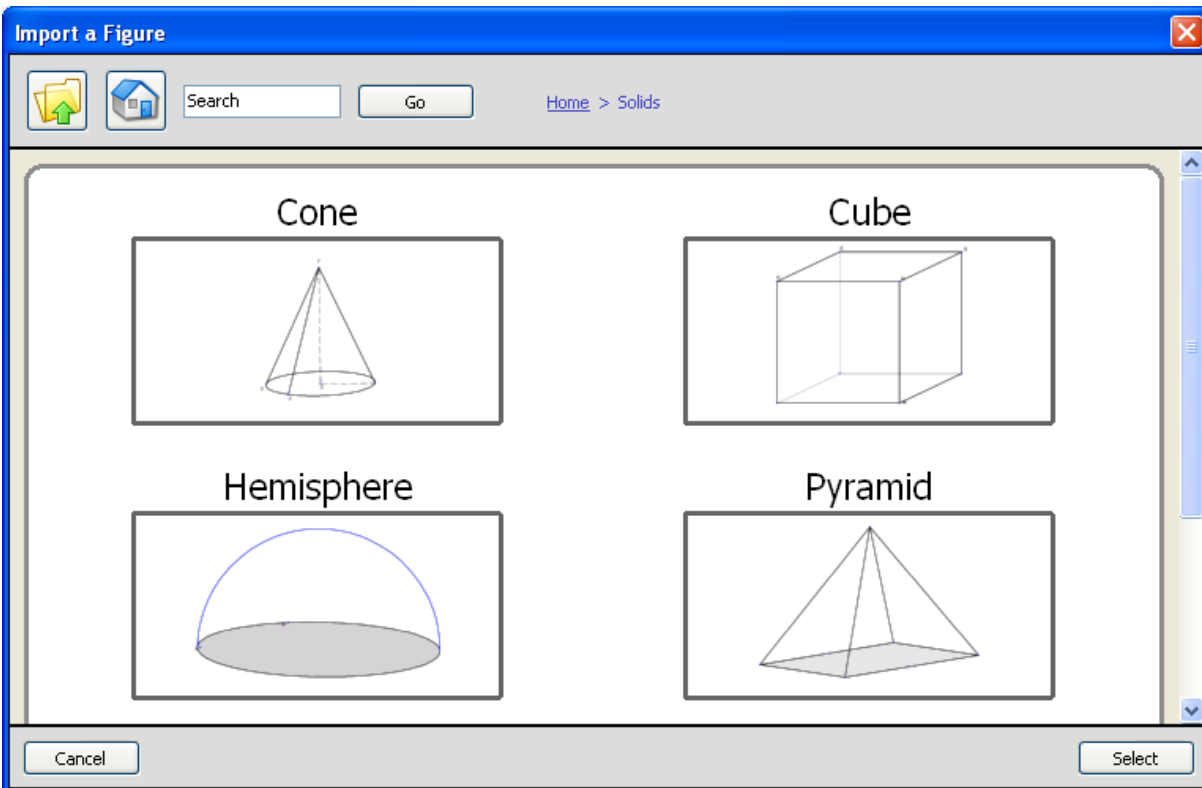 Import a Figure
Search
Go
Home > Solids
Cone
Cube
Hemisphere
Pyramid
Cancel
Select